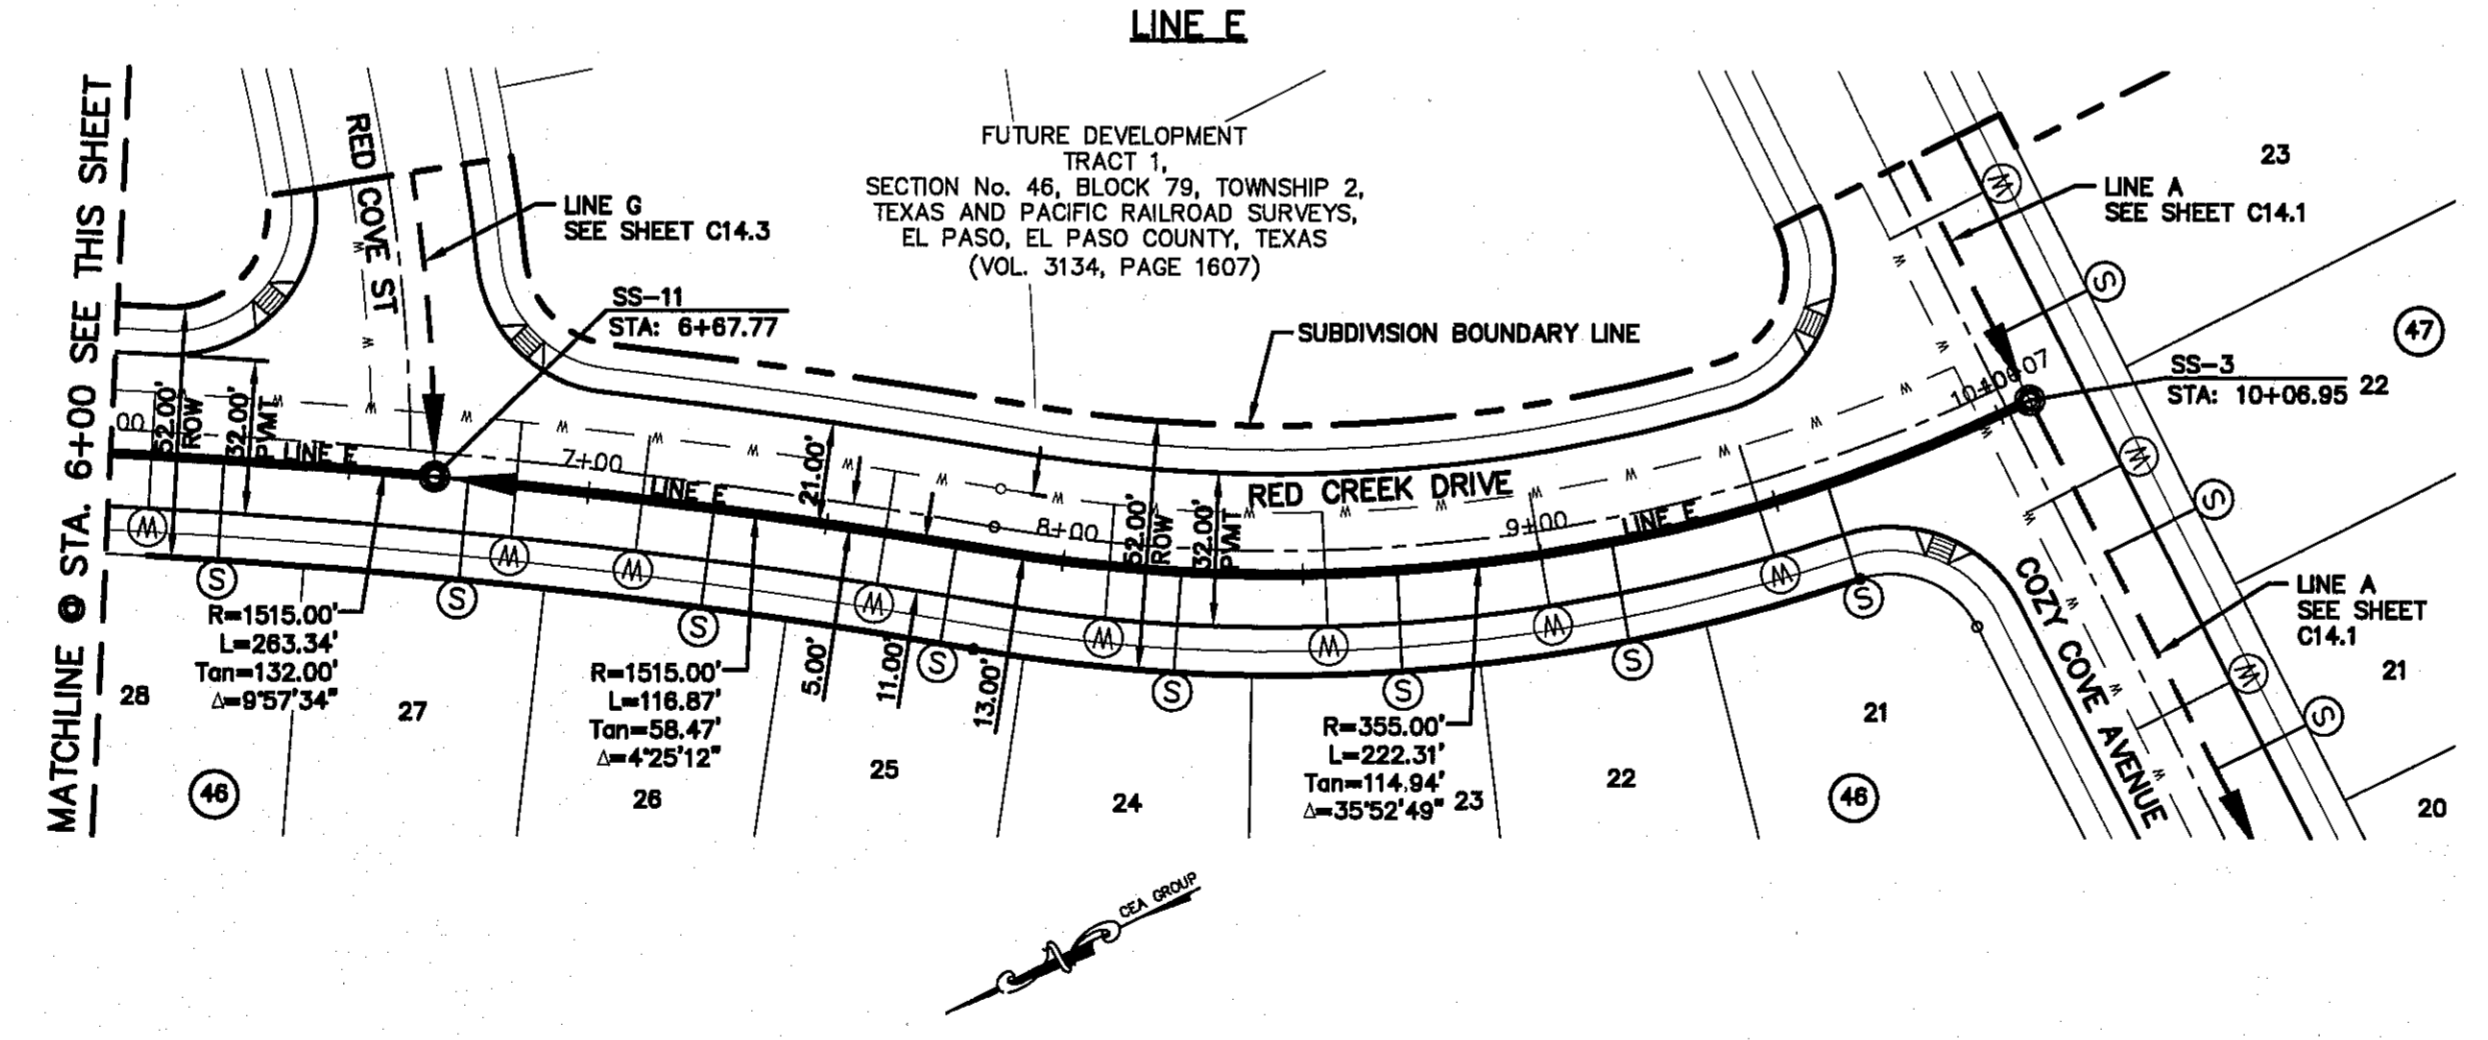 LINE E
MATCHLINE @ STA. 6+00 SEE THIS SHEET
RED COVE ST
LINE G
SEE SHEET C14.3
SS-11
STA: 6+67.77
FUTURE DEVELOPMENT
TRACT 1,
SECTION No. 46, BLOCK 79, TOWNSHIP 2,
TEXAS AND PACIFIC RAILROAD SURVEYS,
EL PASO, EL PASO COUNTY, TEXAS
(VOL. 3134, PAGE 1607)
SUBDIVISION BOUNDARY LINE
LINE A
SEE SHEET C14.1
23
47
SS-3
STA: 10+06.95
22
00
52.00'
ROW
32.00'
PVMT
LINE E
7+00
LINE E
21.00'
8+00
52.00'
ROW
32.00'
PVMT
RED CREEK DRIVE
9+00
LINE E
W
W
W
W
W
W
W
W
W
W
W
S
S
S
S
S
S
S
S
S
S
S
R=1515.00'
L=263.34'
Tan=132.00'
Δ=9°57'34"
R=1515.00'
L=116.87'
Tan=58.47'
Δ=4°25'12"
5.00'
11.00'
13.00'
R=355.00'
L=222.31'
Tan=114.94'
Δ=35°52'49"
28
27
26
25
24
23
22
21
46
46
COZY COVE AVENUE
LINE A
SEE SHEET
C14.1
21
20
CEA GROUP